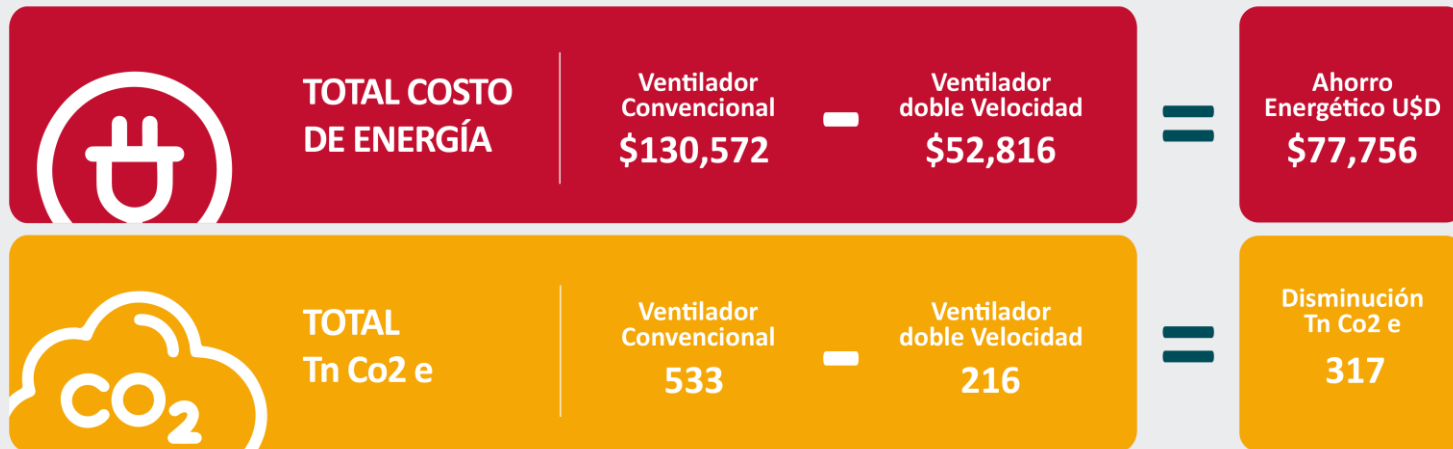 TOTAL COSTO
DE ENERGÍA
Ventilador
Convencional
$130,572
-
Ventilador
doble Velocidad
$52,816
=
Ahorro
Energético U$D
$77,756
CO2
TOTAL
Tn Co2 e
Ventilador
Convencional
533
-
Ventilador
doble Velocidad
216
=
Disminución
Tn Co2 e
317